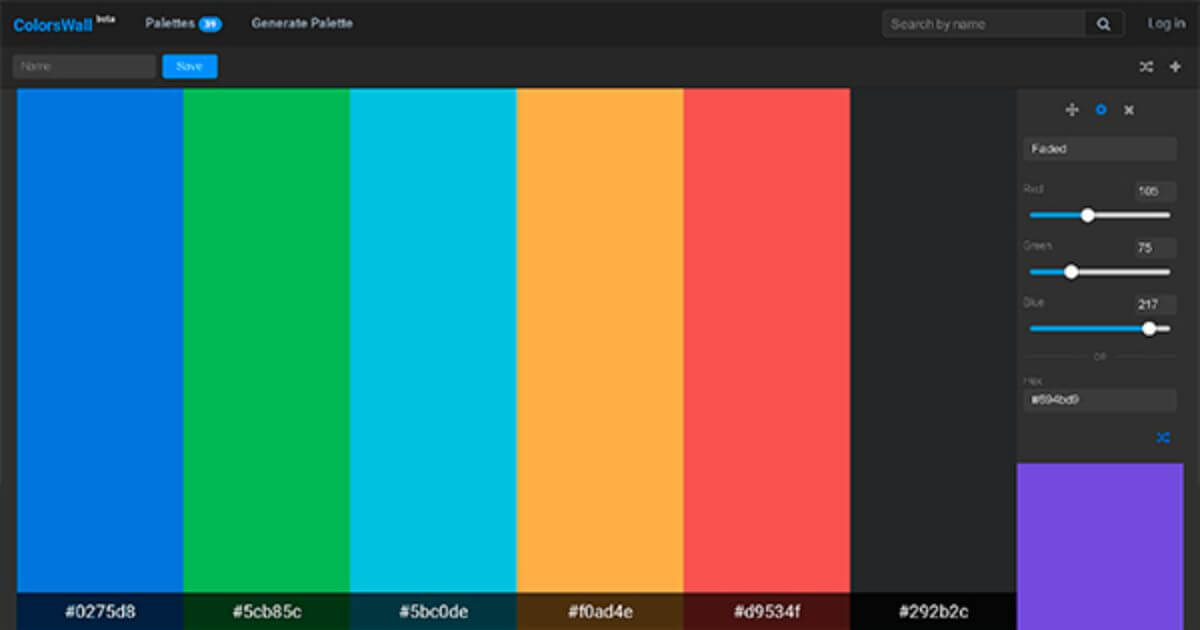 ColorsWall beta Palettes 39 Generate Palette Search by name Log in
Name Save
Faded
Red 105
Green 75
Blue 217
OR
Hex
#694bd9
#0275d8 #5cb85c #5bc0de #f0ad4e #d9534f #292b2c